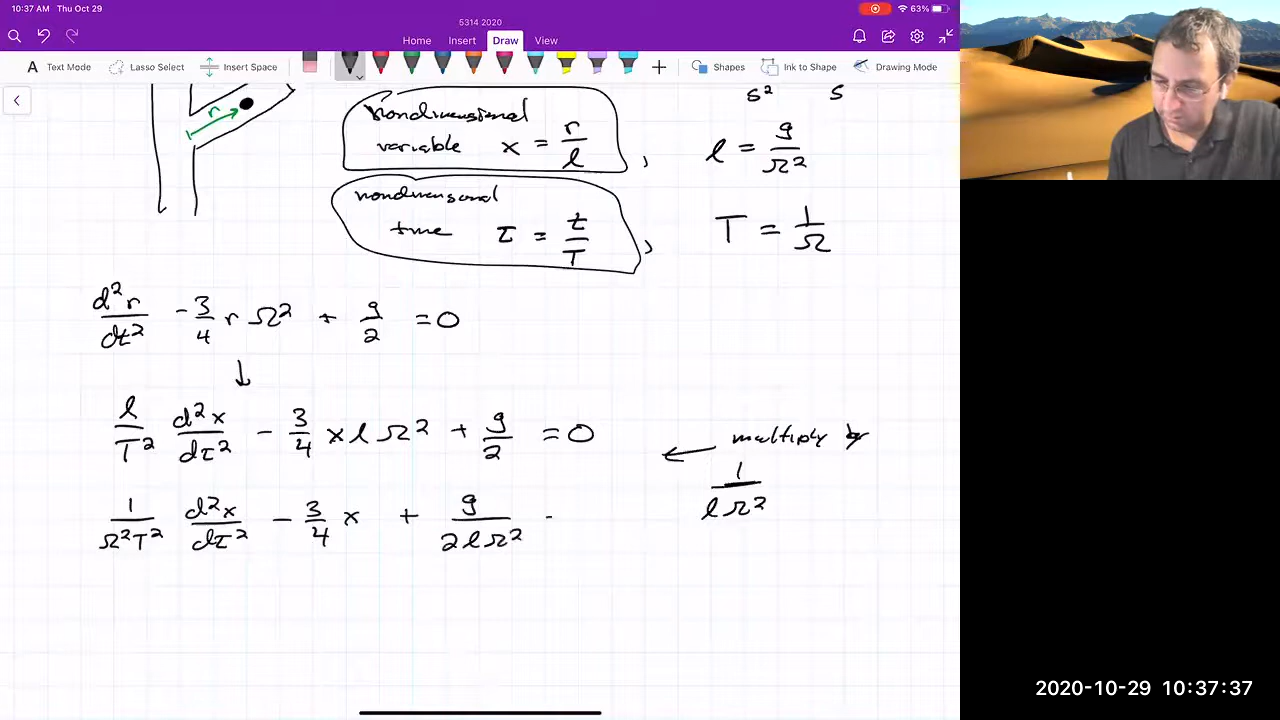 10:37 AM Thu Oct 29
63%
5314 2020
Home Insert Draw View
Text Mode Lasso Select Insert Space Shapes Ink to Shape Drawing Mode
r
s² s
nondimensional
variable x = r/l ,
l = g/Ω²
nondimensional
time τ = t/T ,
T = 1/Ω
d²r/dt² - 3/4 r Ω² + g/2 = 0
↓
l/T² d²x/dτ² - 3/4 x l Ω² + g/2 = 0
← multiply by
1/lΩ²
1/Ω²T² d²x/dτ² - 3/4 x + g/2lΩ² -
2020-10-29 10:37:37